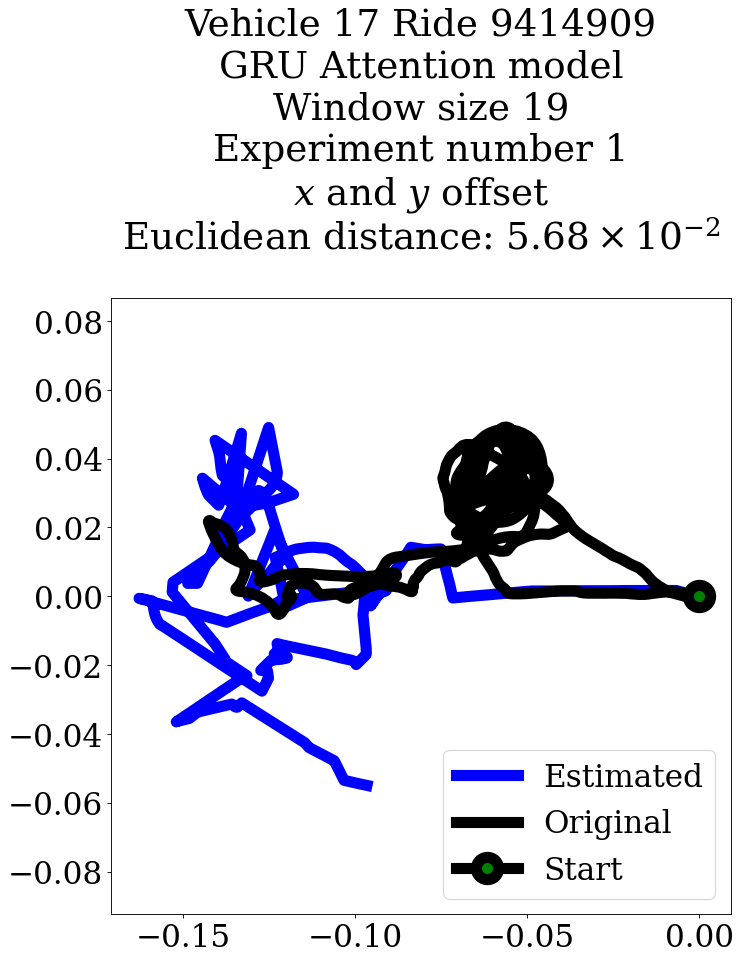 Vehicle 17 Ride 9414909
GRU Attention model
Window size 19
Experiment number 1
x and y offset
Euclidean distance: 5.68 × 10⁻²
0.08
0.06
0.04
0.02
0.00
−0.02
−0.04
−0.06
−0.08
Estimated
Original
Start
−0.15
−0.10
−0.05
0.00